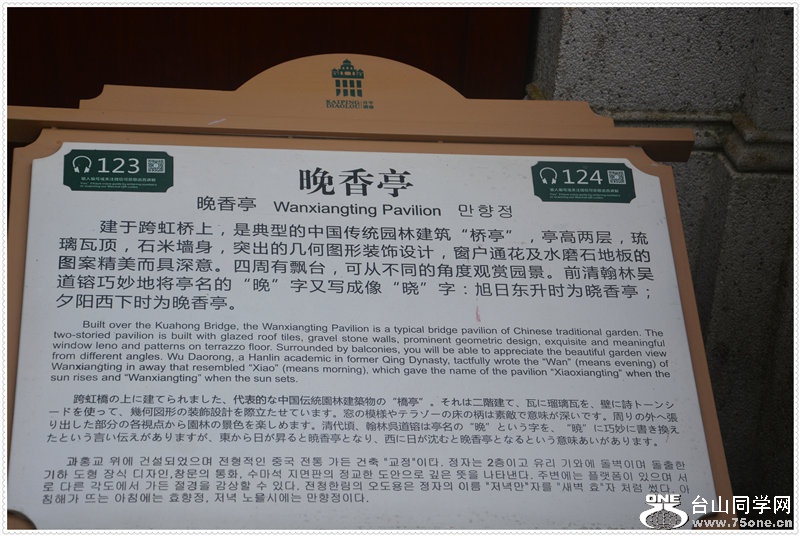 KAIPING
DIAOLOU
123
晚香亭
124
晚香亭 Wanxiangting Pavilion 만향정
建于跨虹桥上，是典型的中国传统园林建筑“桥亭”，亭高两层，琉
璃瓦顶，石米墙身，突出的几何图形装饰设计，窗户通花及水磨石地板的
图案精美而具深意。四周有飘台，可从不同的角度观赏园景。前清翰林吴
道镕巧妙地将亭名的“晚”字又写成像“晓”字：旭日东升时为晓香亭；
夕阳西下时为晚香亭。
Built over the Kuahong Bridge, the Wanxiangting Pavilion is a typical bridge pavilion of Chinese traditional garden. The
two-storied pavilion is built with glazed roof tiles, gravel stone walls, prominent geometric design, exquisite and meaningful
window leno and patterns on terrazzo floor. Surrounded by balconies, you will be able to appreciate the beautiful garden view
from different angles. Wu Daorong, a Hanlin academic in former Qing Dynasty, tactfully wrote the “Wan” (means evening) of
Wanxiangting in away that resembled “Xiao” (means morning), which gave the name of the pavilion “Xiaoxiangting” when the
sun rises and “Wanxiangting” when the sun sets.
跨虹橋の上に建てられました、代表的な中国伝統園林建築物の“橋亭”。それは二階建て、瓦に瑠璃瓦を、壁に詩トーンシ
ードを使って、幾何図形の装飾設計を際立たせています。窓の模様やテラゾーの床の柄は素敵で意味が深いです。周りの外へ張
り出した部分の各視点から園林の景色を楽しめます。清代頃、翰林呉道镕は亭名の“晩”という字を、“暁”に巧妙に書き換え
たという言い伝えがありますが、東から日が昇ると暁香亭となり、西に日が沈むと晩香亭となるという意味あいがあります。
과홍교 위에 건설되었으며 전형적인 중국 전통 가든 건축 “교정”이다. 정자는 2층이고 유리 기와에 돌벽이며 돌출한
기하 도형 장식 디자인,창문의 통화, 수마석 지면판의 정교한 도안으로 깊은 뜻을 나타낸다. 주변에는 플랫폼이 있으며 서
로 다른 각도에서 가든 절경을 감상할 수 있다. 전청한림의 오도용은 정자의 이름 “저녁만”자를 “새벽 효”자 처럼 썼다. 아
침해가 뜨는 아침에는 효향정, 저녁 노을시에는 만향정이다.
ONE 台山同学网
www.75one.cn